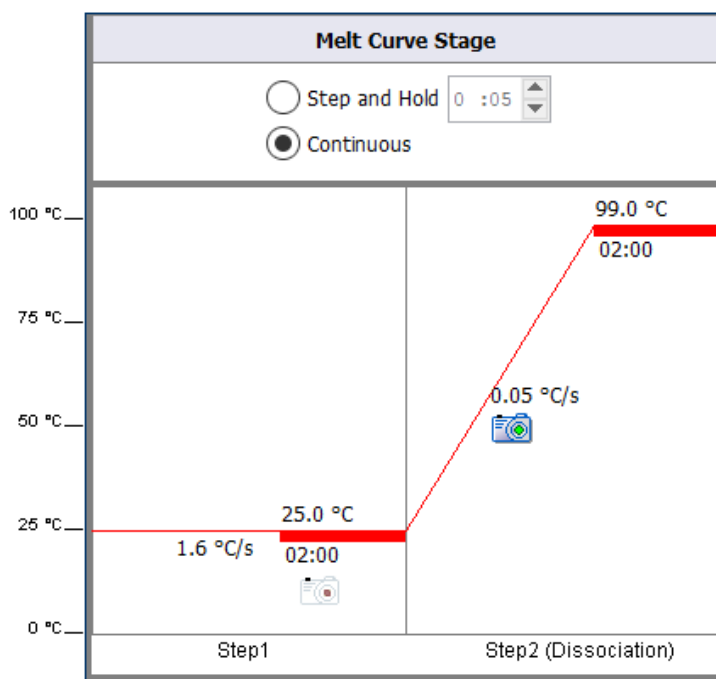 Melt Curve Stage
Step and Hold 0 :05
Continuous
100 °C
99.0 °C
02:00
75 °C
0.05 °C/s
50 °C
25.0 °C
25 °C
1.6 °C/s
02:00
0 °C
Step1 Step2 (Dissociation)